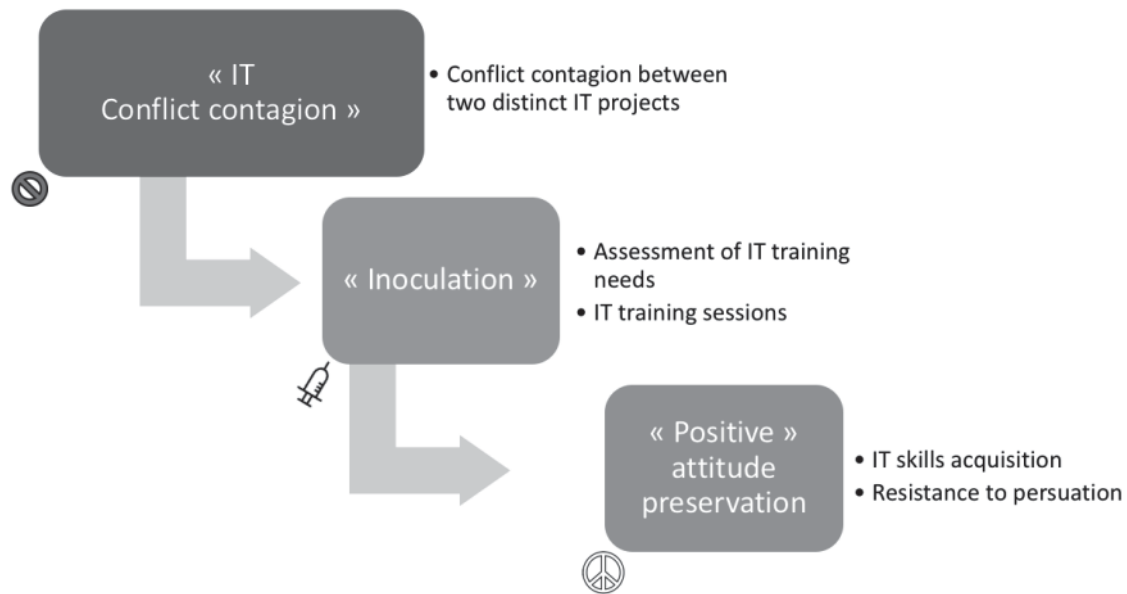 « IT
Conflict contagion »
• Conflict contagion between
two distinct IT projects
« Inoculation »
• Assessment of IT training
needs
• IT training sessions
« Positive »
attitude
preservation
• IT skills acquisition
• Resistance to persuation